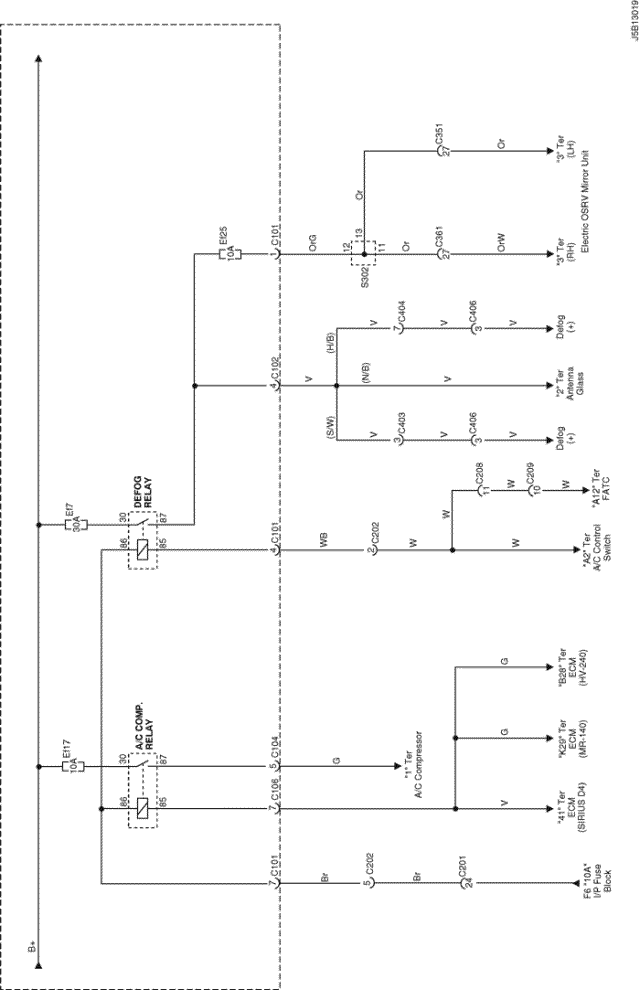 J5B13019
B+
Ef17
10A
30
86
A/C COMP.
RELAY
87
85
Ef7
30A
30
86
DEFOG
RELAY
87
85
Ef25
10A
7
C101
7
C106
5
C104
4
C101
4
C102
1
C101
Br
5
C202
Br
24
C201
F6 "10A"
I/P Fuse
Block
G
"1" Ter
A/C Compressor
V
"41" Ter
ECM
(SIRIUS D4)
G
"K29" Ter
ECM
(MR-140)
G
"B28" Ter
ECM
(HV-240)
WB
2
C202
W
W
"A2" Ter
A/C Control
Switch
W
11
C208
W
10
C209
W
"A12" Ter
FATC
V
(S/W)
V
3
C403
V
3
C406
V
Defog
(+)
(N/B)
V
"2" Ter
Antenna
Glass
(H/B)
V
7
C404
V
3
C406
V
Defog
(+)
OrG
12
13
11
S302
Or
27
C361
OrW
"3" Ter
(RH)
Or
27
C351
Or
"3" Ter
(LH)
Electric OSRV Mirror Unit